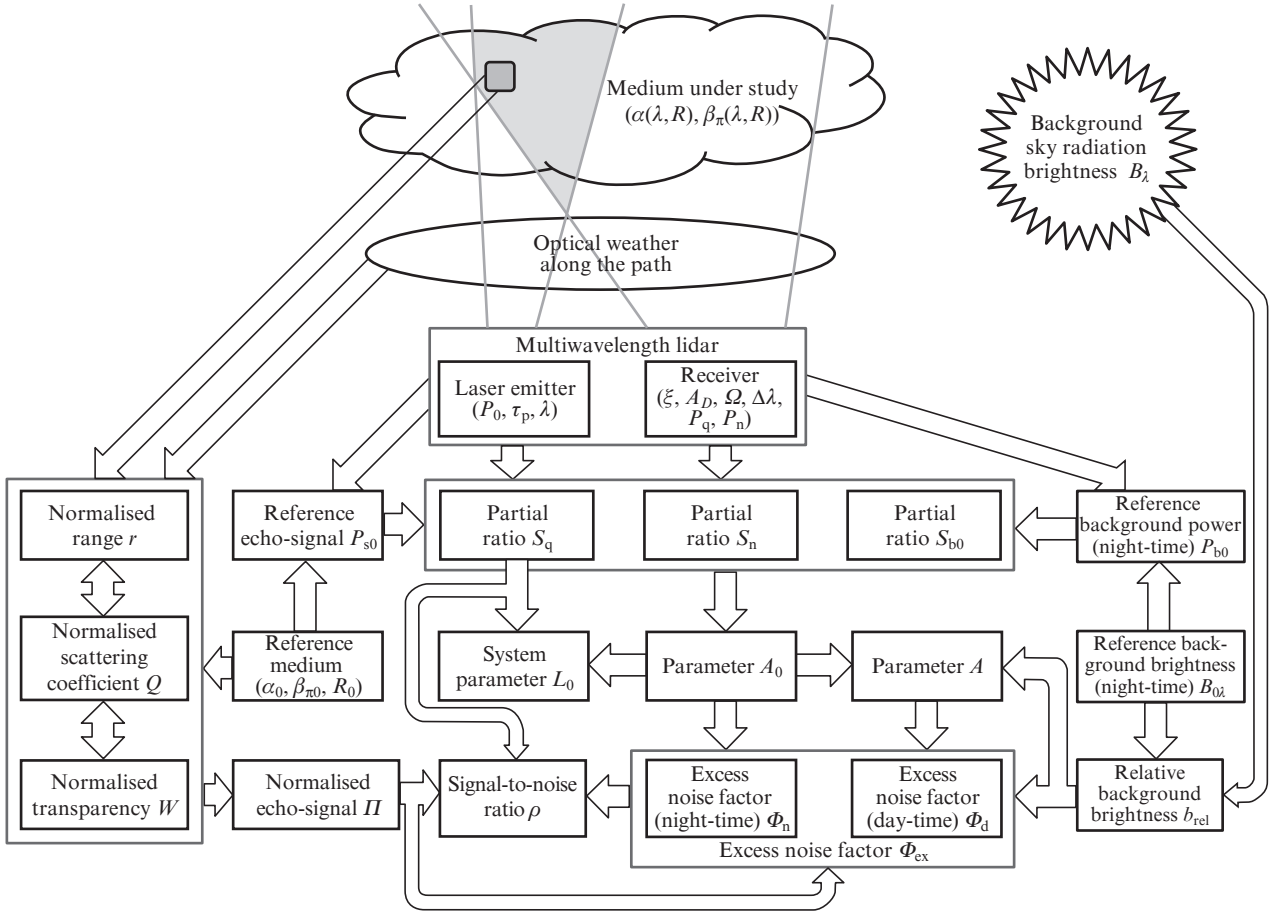 Medium under study
(α(λ, R), βπ(λ, R))
Background
sky radiation
brightness Bλ
Optical weather
along the path
Multiwavelength lidar
Laser emitter
(P0, τp, λ)
Receiver
(ξ, AD, Ω, Δλ,
Pq, Pn)
Normalised
range r
Reference
echo-signal Ps0
Partial
ratio Sq
Partial
ratio Sn
Partial
ratio Sb0
Reference
background power
(night-time) Pb0
Normalised
scattering
coefficient Q
Reference
medium
(α0, βπ0, R0)
System
parameter L0
Parameter A0
Parameter A
Reference back-
ground brightness
(night-time) B0λ
Normalised
transparency W
Normalised
echo-signal Π
Signal-to-noise
ratio ρ
Excess
noise factor
(night-time) Φn
Excess
noise factor
(day-time) Φd
Relative
background
brightness brel
Excess noise factor Φex